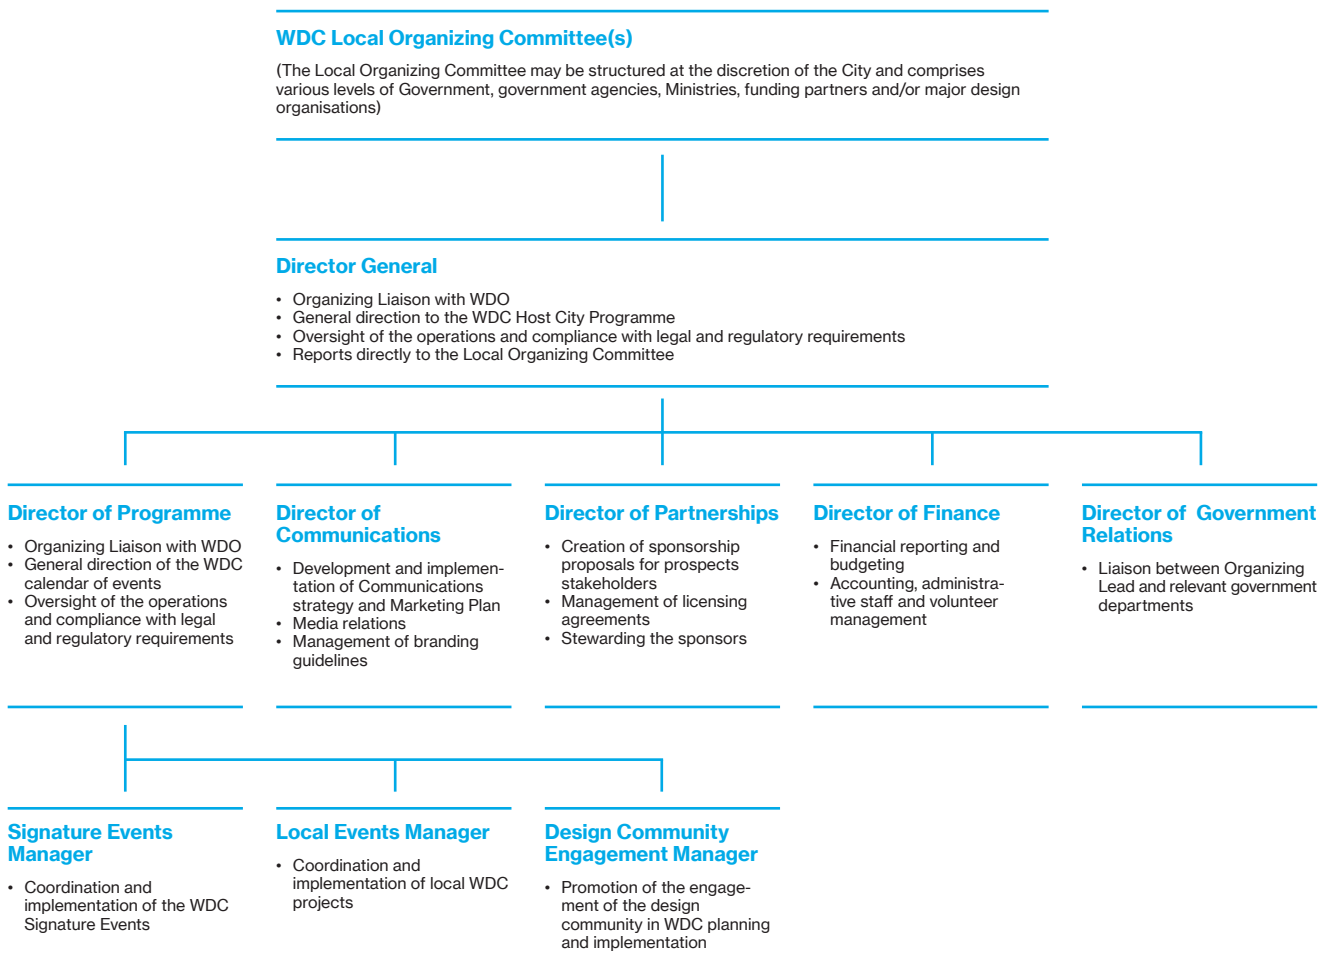 WDC Local Organizing Committee(s)
(The Local Organizing Committee may be structured at the discretion of the City and comprises
various levels of Government, government agencies, Ministries, funding partners and/or major design
organisations)
Director General
• Organizing Liaison with WDO
• General direction to the WDC Host City Programme
• Oversight of the operations and compliance with legal and regulatory requirements
• Reports directly to the Local Organizing Committee
Director of Programme
• Organizing Liaison with WDO
• General direction of the WDC
calendar of events
• Oversight of the operations
and compliance with legal
and regulatory requirements
Director of
Communications
• Development and implemen-
tation of Communications
strategy and Marketing Plan
• Media relations
• Management of branding
guidelines
Director of Partnerships
• Creation of sponsorship
proposals for prospects
stakeholders
• Management of licensing
agreements
• Stewarding the sponsors
Director of Finance
• Financial reporting and
budgeting
• Accounting, administra-
tive staff and volunteer
management
Director of Government
Relations
• Liaison between Organizing
Lead and relevant government
departments
Signature Events
Manager
• Coordination and
implementation of the WDC
Signature Events
Local Events Manager
• Coordination and
implementation of local WDC
projects
Design Community
Engagement Manager
• Promotion of the engage-
ment of the design
community in WDC planning
and implementation